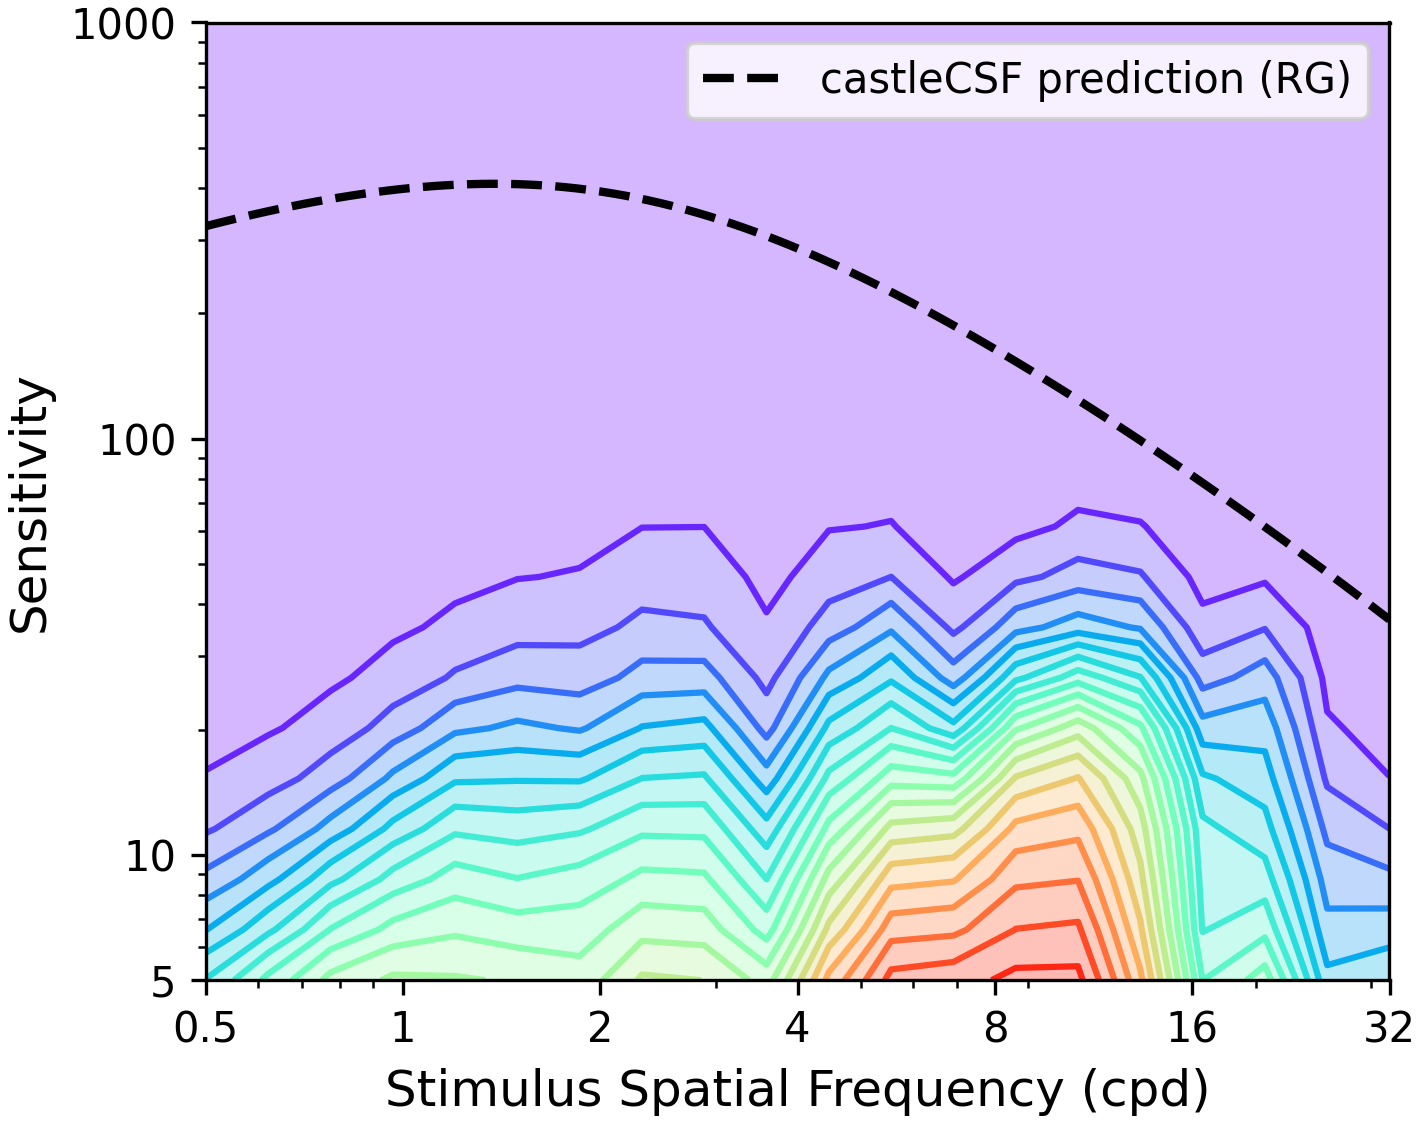 1000
100
10
5
Sensitivity
castleCSF prediction (RG)
0.5 1 2 4 8 16 32
Stimulus Spatial Frequency (cpd)